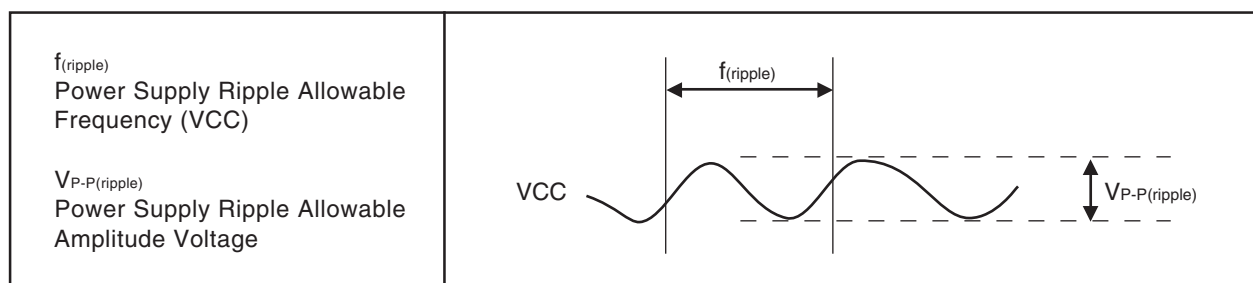 f(ripple)
Power Supply Ripple Allowable
Frequency (VCC)
VP-P(ripple)
Power Supply Ripple Allowable
Amplitude Voltage
f(ripple)
VCC
VP-P(ripple)